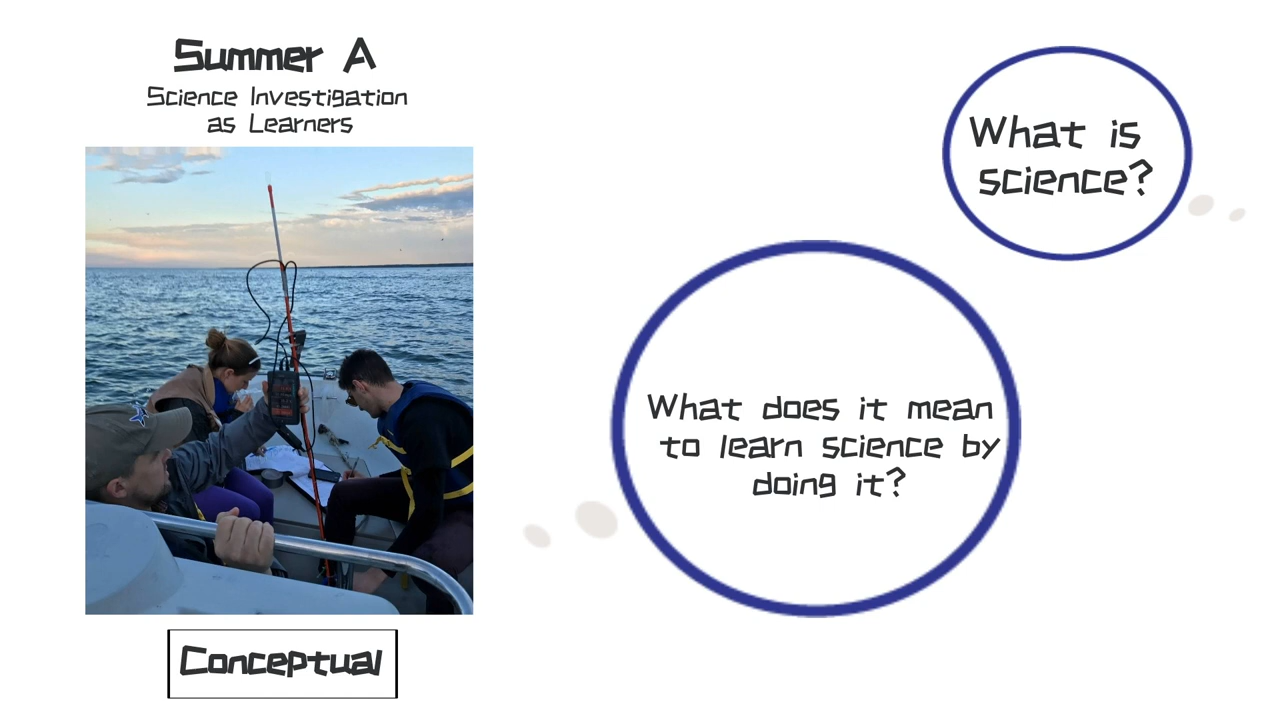 Summer A
Science Investigation
as Learners
Conceptual
What is
science?
What does it mean
to learn science by
doing it?